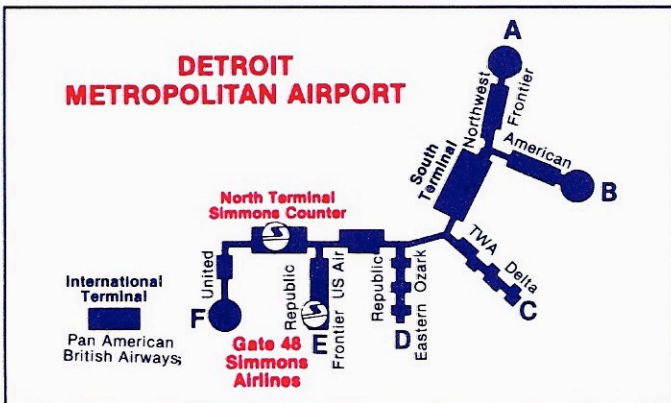 DETROIT
METROPOLITAN AIRPORT
A
Northwest
Frontier
American
B
South
Terminal
TWA
Delta
C
North Terminal
Simmons Counter
United
F
Republic
E
Frontier US Air
Republic
D
Eastern Ozark
Gate 48
Simmons
Airlines
International
Terminal
Pan American
British Airways;